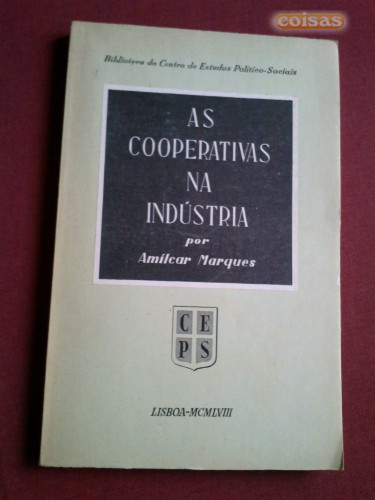 coisas
Biblioteca do Centro de Estudos Político-Sociais
AS
COOPERATIVAS
NA
INDÚSTRIA
por
Amílcar Marques
C E
P S
LISBOA-MCMLVIII